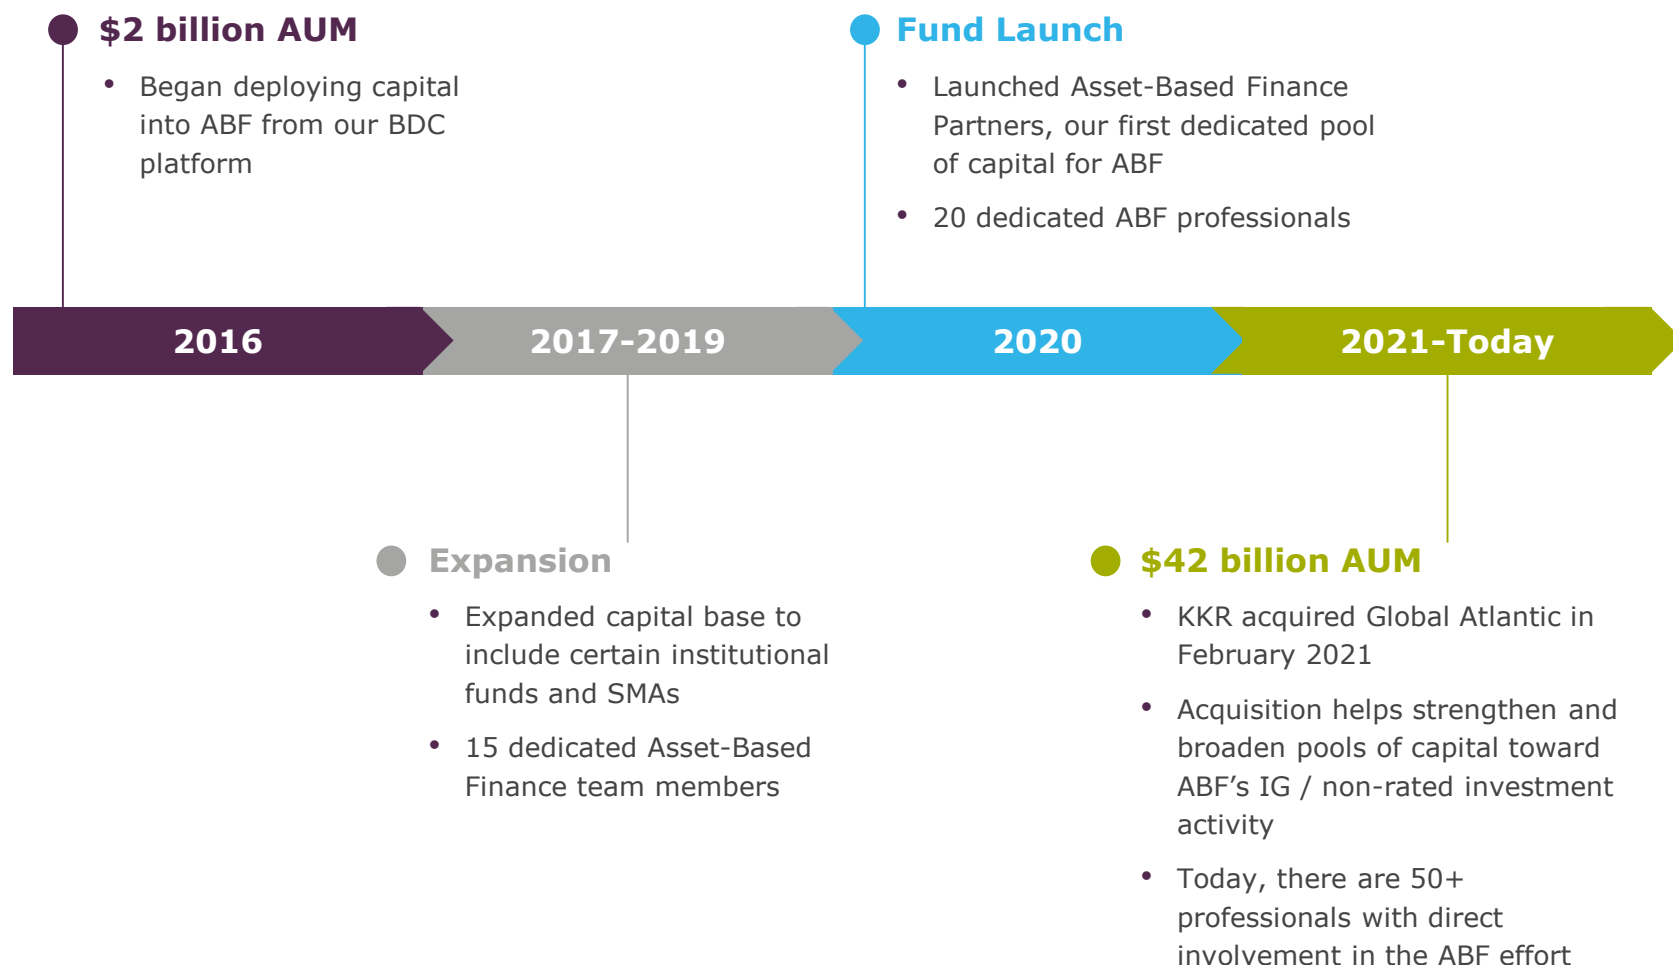 $2 billion AUM
• Began deploying capital
into ABF from our BDC
platform
Fund Launch
• Launched Asset-Based Finance
Partners, our first dedicated pool
of capital for ABF
• 20 dedicated ABF professionals
2016
2017-2019
2020
2021-Today
Expansion
• Expanded capital base to
include certain institutional
funds and SMAs
• 15 dedicated Asset-Based
Finance team members
$42 billion AUM
• KKR acquired Global Atlantic in
February 2021
• Acquisition helps strengthen and
broaden pools of capital toward
ABF’s IG / non-rated investment
activity
• Today, there are 50+
professionals with direct
involvement in the ABF effort